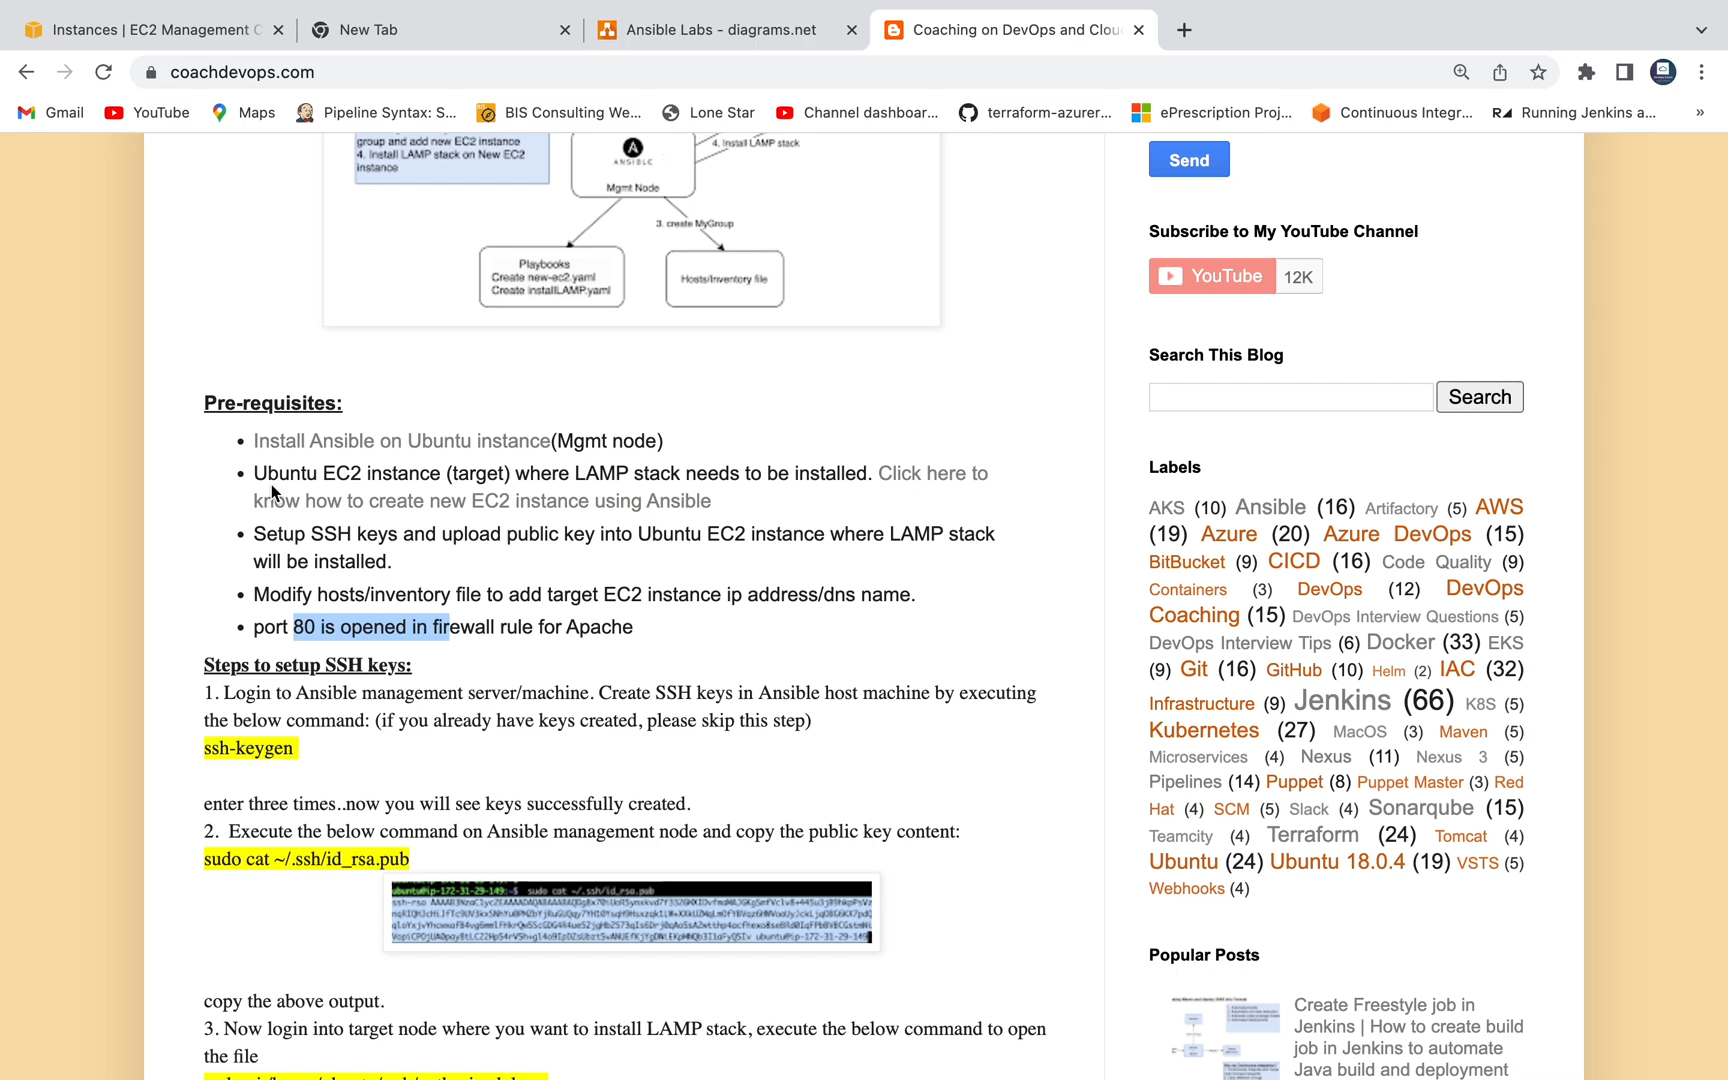 Instances | EC2 Management C
New Tab
Ansible Labs - diagrams.net
Coaching on DevOps and Clou
coachdevops.com
Gmail
YouTube
Maps
Pipeline Syntax: S...
BIS Consulting We...
Lone Star
Channel dashboar...
terraform-azurer...
ePrescription Proj...
Continuous Integr...
Running Jenkins a...
»
group and add new EC2 instance
4. Install LAMP stack on New EC2
instance
ANSIBLE
Mgmt Node
4. Install LAMP stack
3. create MyGroup
Playbooks
Create new-ec2.yaml
Create installLAMP.yaml
Hosts/Inventory file
Pre-requisites:
• Install Ansible on Ubuntu instance(Mgmt node)
• Ubuntu EC2 instance (target) where LAMP stack needs to be installed. Click here to
know how to create new EC2 instance using Ansible
• Setup SSH keys and upload public key into Ubuntu EC2 instance where LAMP stack
will be installed.
• Modify hosts/inventory file to add target EC2 instance ip address/dns name.
• port 80 is opened in firewall rule for Apache
Steps to setup SSH keys:
1. Login to Ansible management server/machine. Create SSH keys in Ansible host machine by executing
the below command: (if you already have keys created, please skip this step)
ssh-keygen
enter three times..now you will see keys successfully created.
2. Execute the below command on Ansible management node and copy the public key content:
sudo cat ~/.ssh/id_rsa.pub
ubuntu@ip-172-31-29-149:~$ sudo cat ~/.ssh/id_rsa.pub
copy the above output.
3. Now login into target node where you want to install LAMP stack, execute the below command to open
the file
Send
Subscribe to My YouTube Channel
YouTube 12K
Search This Blog
Search
Labels
AKS (10) Ansible (16) Artifactory (5) AWS
(19) Azure (20) Azure DevOps (15)
BitBucket (9) CICD (16) Code Quality (9)
Containers (3) DevOps (12) DevOps
Coaching (15) DevOps Interview Questions (5)
DevOps Interview Tips (6) Docker (33) EKS
(9) Git (16) GitHub (10) Helm (2) IAC (32)
Infrastructure (9) Jenkins (66) K8S (5)
Kubernetes (27) MacOS (3) Maven (5)
Microservices (4) Nexus (11) Nexus 3 (5)
Pipelines (14) Puppet (8) Puppet Master (3) Red
Hat (4) SCM (5) Slack (4) Sonarqube (15)
Teamcity (4) Terraform (24) Tomcat (4)
Ubuntu (24) Ubuntu 18.0.4 (19) VSTS (5)
Webhooks (4)
Popular Posts
Create Freestyle job in
Jenkins | How to create build
job in Jenkins to automate
Java build and deployment